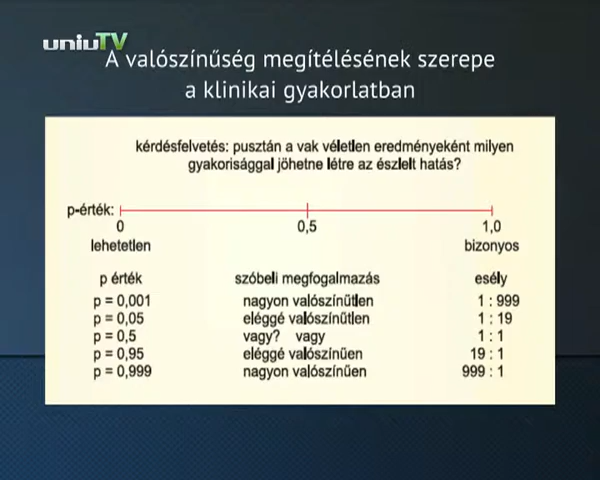 uniuTV
A valószínűség megítélésének szerepe
a klinikai gyakorlatban
kérdésfelvetés: pusztán a vak véletlen eredményeként milyen
gyakorisággal jöhetne létre az észlelt hatás?
p-érték:
0 0,5 1,0
lehetetlen bizonyos
p érték szóbeli megfogalmazás esély
p = 0,001 nagyon valószínűtlen 1 : 999
p = 0,05 eléggé valószínűtlen 1 : 19
p = 0,5 vagy? vagy 1 : 1
p = 0,95 eléggé valószínűen 19 : 1
p = 0,999 nagyon valószínűen 999 : 1